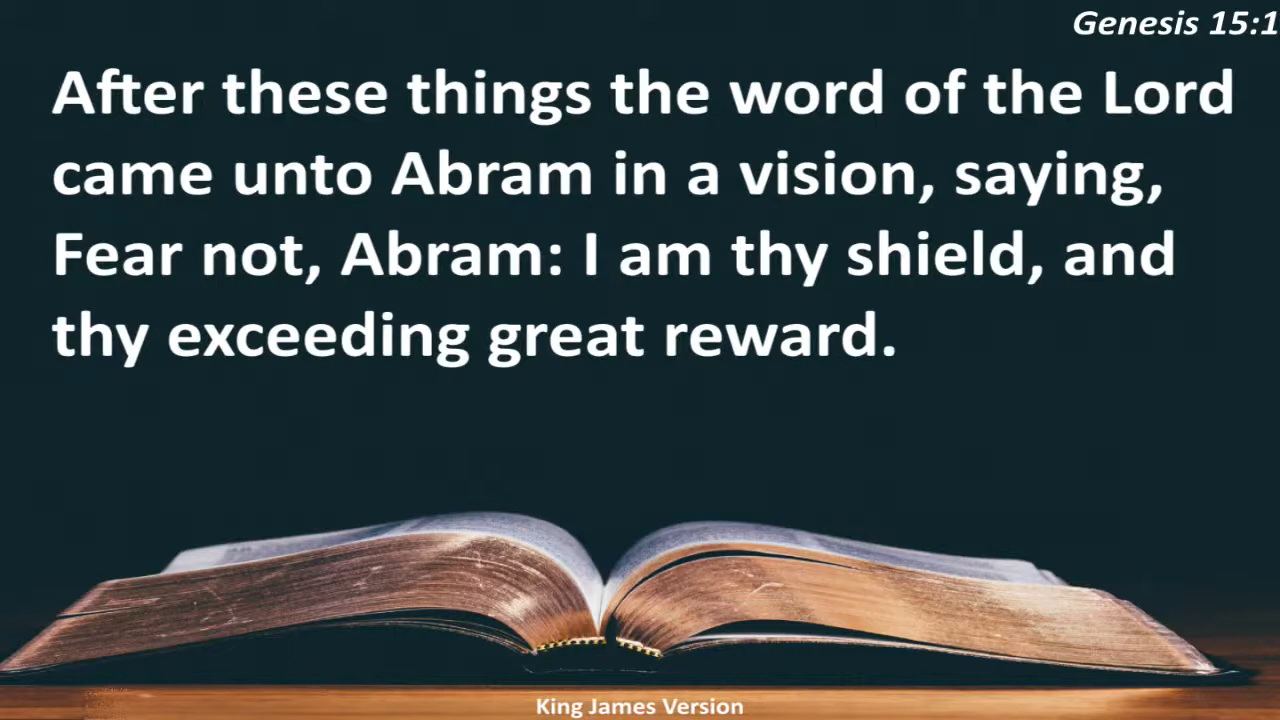 Genesis 15:1
After these things the word of the Lord
came unto Abram in a vision, saying,
Fear not, Abram: I am thy shield, and
thy exceeding great reward.
King James Version